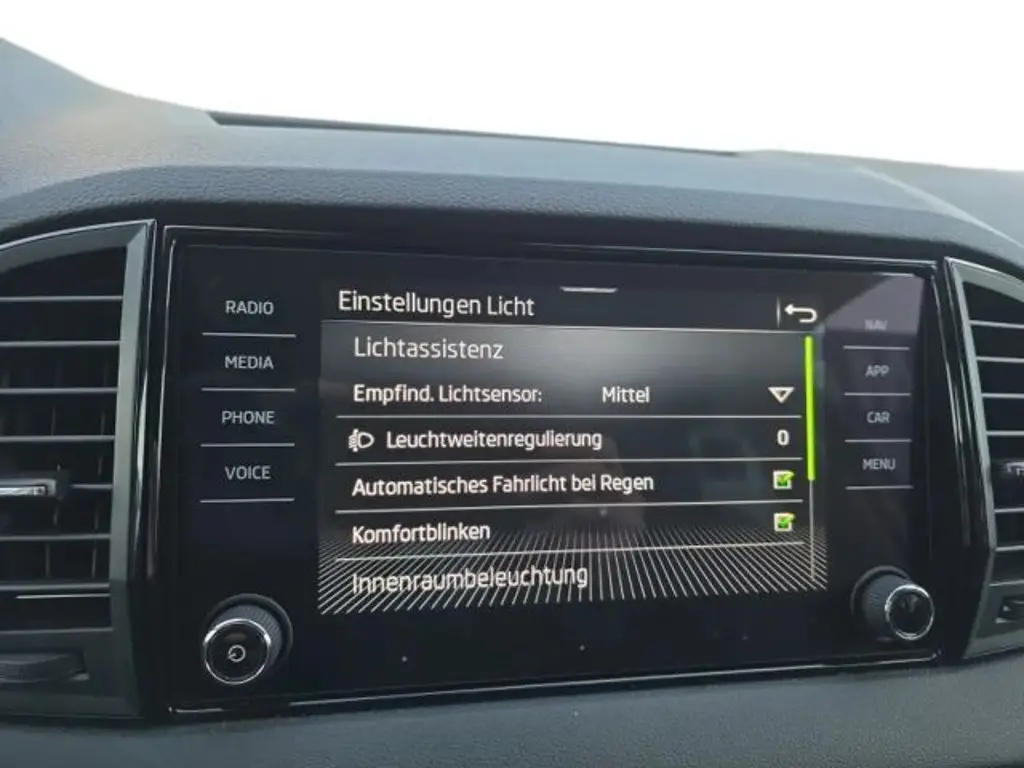 RADIO
MEDIA
PHONE
VOICE
Einstellungen Licht
Lichtassistenz
Empfind. Lichtsensor: Mittel
Leuchtweitenregulierung 0
Automatisches Fahrlicht bei Regen
Komfortblinken
Innenraumbeleuchtung
NAV
APP
CAR
MENU